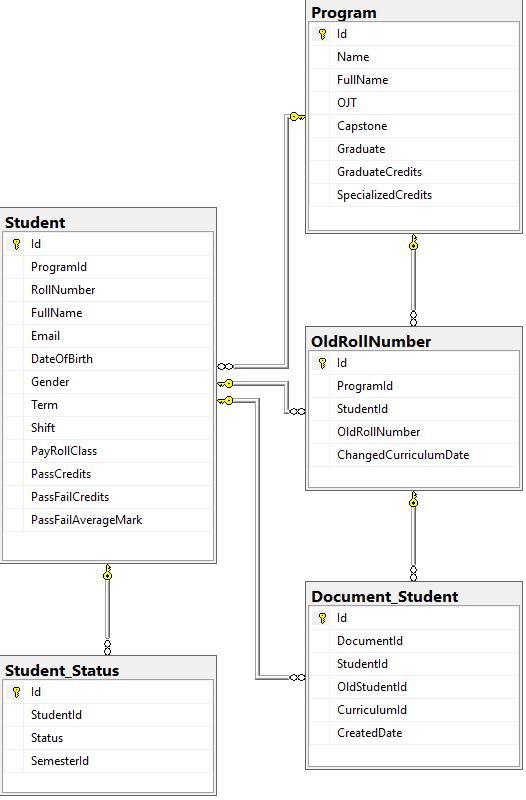 Program
Id
Name
FullName
OJT
Capstone
Graduate
GraduateCredits
SpecializedCredits
Student
Id
ProgramId
RollNumber
FullName
Email
DateOfBirth
Gender
Term
Shift
PayRollClass
PassCredits
PassFailCredits
PassFailAverageMark
OldRollNumber
Id
ProgramId
StudentId
OldRollNumber
ChangedCurriculumDate
Document_Student
Id
DocumentId
StudentId
OldStudentId
CurriculumId
CreatedDate
Student_Status
Id
StudentId
Status
SemesterId